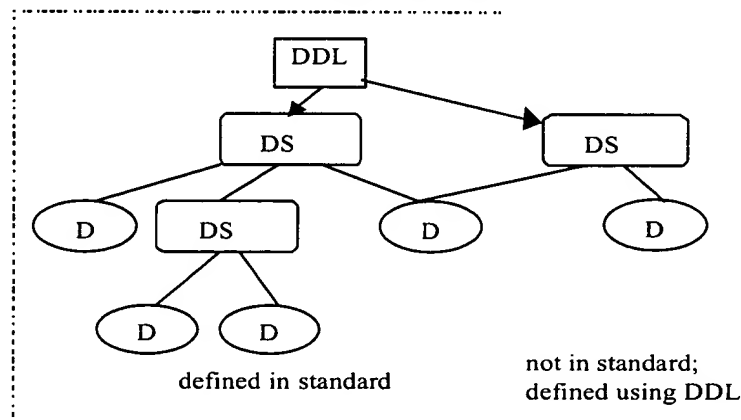 DDL
DS
DS
D
DS
D
D
D
D
defined in standard
not in standard;
defined using DDL